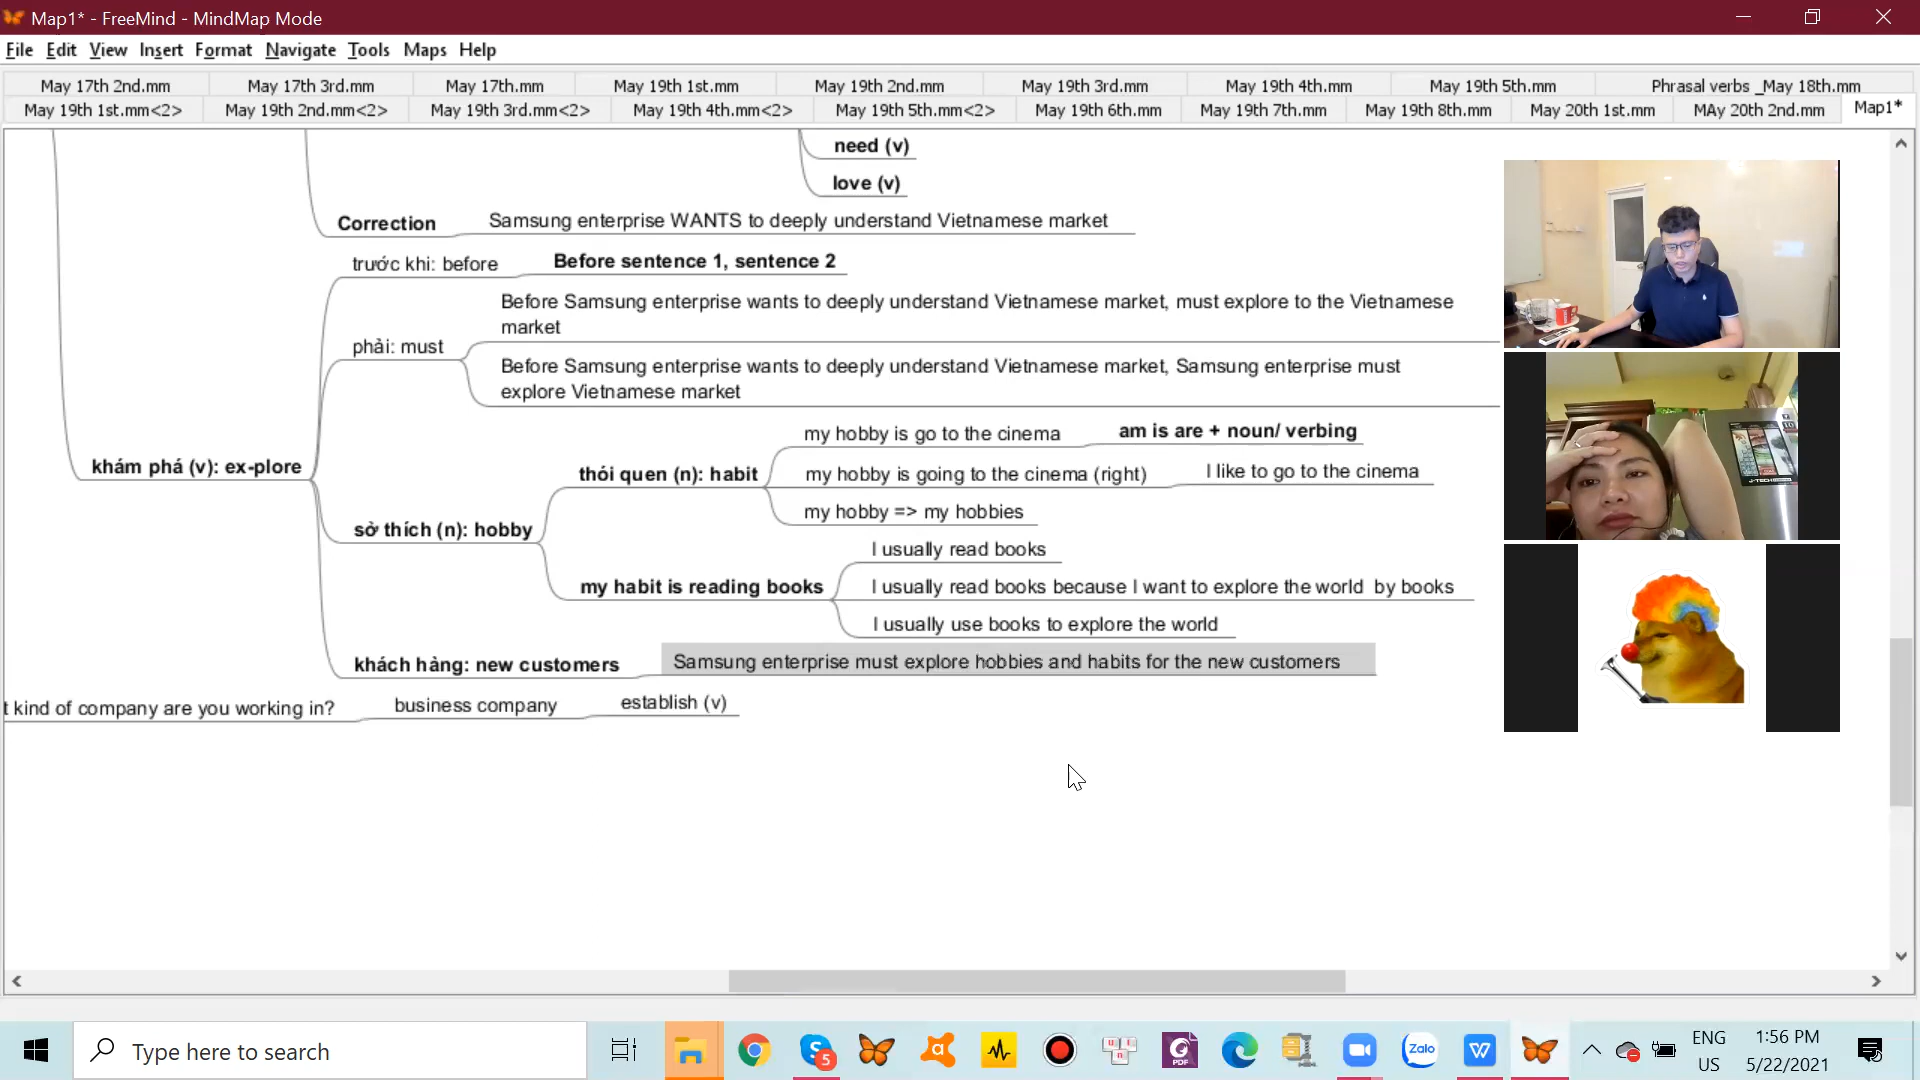 Map1* - FreeMind - MindMap Mode
File Edit View Insert Format Navigate Tools Maps Help
May 17th 2nd.mm May 17th 3rd.mm May 17th.mm May 19th 1st.mm May 19th 2nd.mm May 19th 3rd.mm May 19th 4th.mm May 19th 5th.mm Phrasal verbs _May 18th.mm
May 19th 1st.mm<2> May 19th 2nd.mm<2> May 19th 3rd.mm<2> May 19th 4th.mm<2> May 19th 5th.mm<2> May 19th 6th.mm May 19th 7th.mm May 19th 8th.mm May 20th 1st.mm MAy 20th 2nd.mm Map1*
need (v)
love (v)
Correction Samsung enterprise WANTS to deeply understand Vietnamese market
trước khi: before Before sentence 1, sentence 2
Before Samsung enterprise wants to deeply understand Vietnamese market, must explore to the Vietnamese
market
phải: must
Before Samsung enterprise wants to deeply understand Vietnamese market, Samsung enterprise must
explore Vietnamese market
my hobby is go to the cinema am is are + noun/ verbing
khám phá (v): ex-plore
thói quen (n): habit my hobby is going to the cinema (right) I like to go to the cinema
my hobby => my hobbies
sở thích (n): hobby
I usually read books
my habit is reading books I usually read books because I want to explore the world by books
I usually use books to explore the world
khách hàng: new customers Samsung enterprise must explore hobbies and habits for the new customers
t kind of company are you working in? business company establish (v)
J-TECH
Type here to search
5
PDF
Zalo
W
ENG
US
1:56 PM
5/22/2021